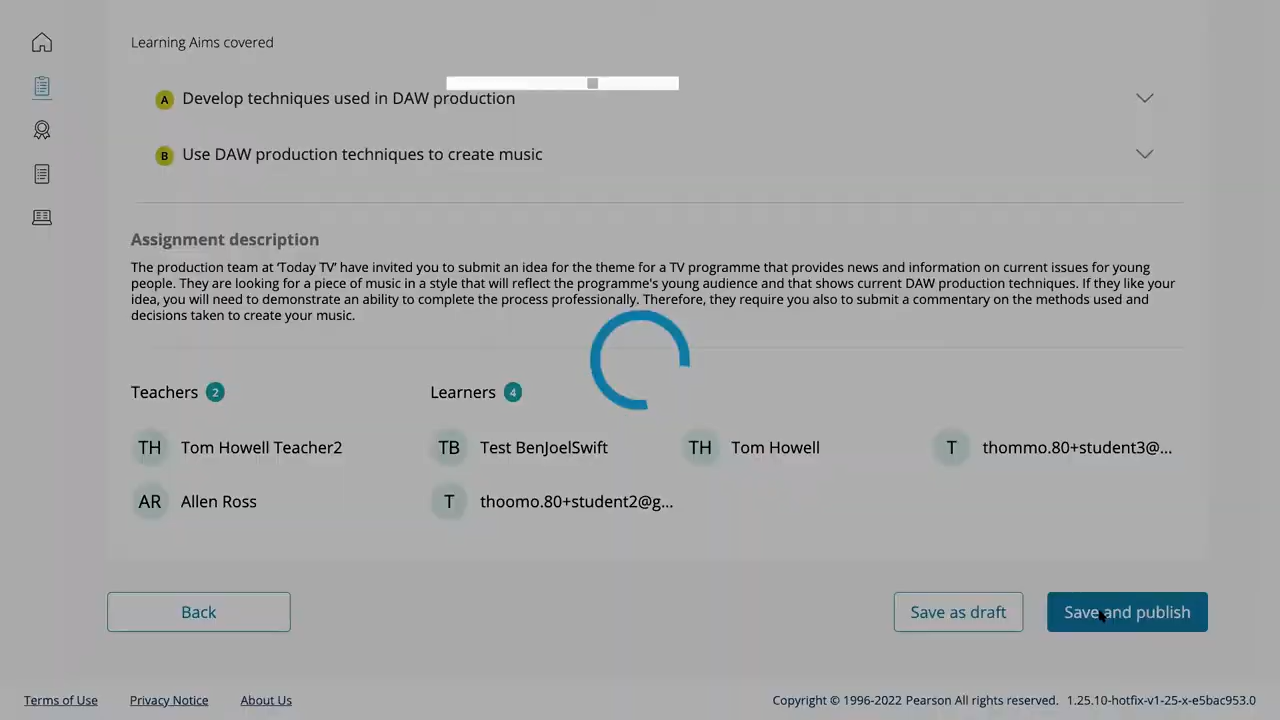 Learning Aims covered
A Develop techniques used in DAW production
B Use DAW production techniques to create music
Assignment description
The production team at 'Today TV' have invited you to submit an idea for the theme for a TV programme that provides news and information on current issues for young
people. They are looking for a piece of music in a style that will reflect the programme's young audience and that shows current DAW production techniques. If they like your
idea, you will need to demonstrate an ability to complete the process professionally. Therefore, they require you also to submit a commentary on the methods used and
decisions taken to create your music.
Teachers 2
Learners 4
TH Tom Howell Teacher2
TB Test BenJoelSwift
TH Tom Howell
T thommo.80+student3@...
AR Allen Ross
T thoomo.80+student2@g...
Back
Save as draft
Save and publish
Terms of Use
Privacy Notice
About Us
Copyright © 1996-2022 Pearson All rights reserved. 1.25.10-hotfix-v1-25-x-e5bac953.0